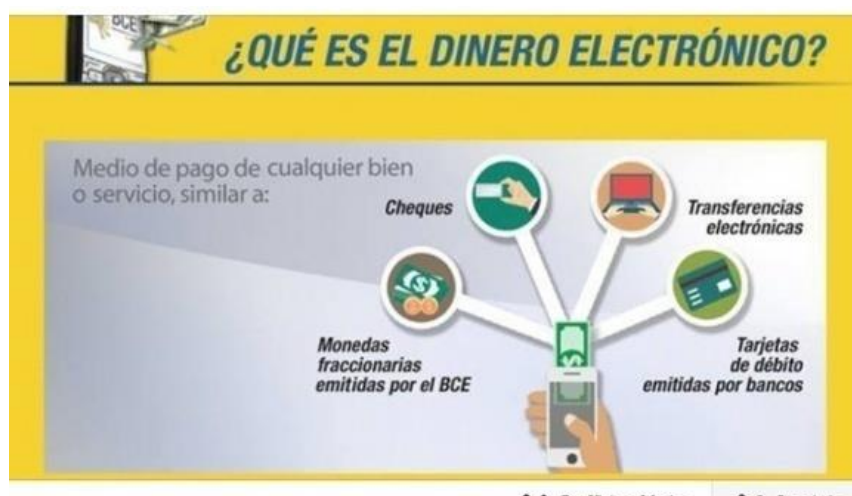 BCE
¿QUÉ ES EL DINERO ELECTRÓNICO?
Medio de pago de cualquier bien
o servicio, similar a:
Cheques
Transferencias
electrónicas
Monedas
fraccionarias
emitidas por el BCE
Tarjetas
de débito
emitidas por bancos